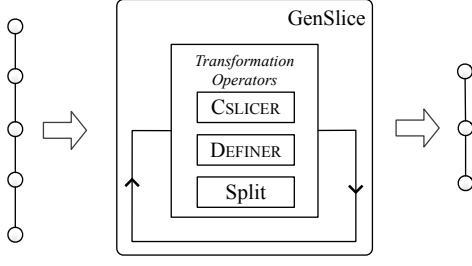 GenSlice
Transformation
Operators
CSLICER
DEFINER
Split